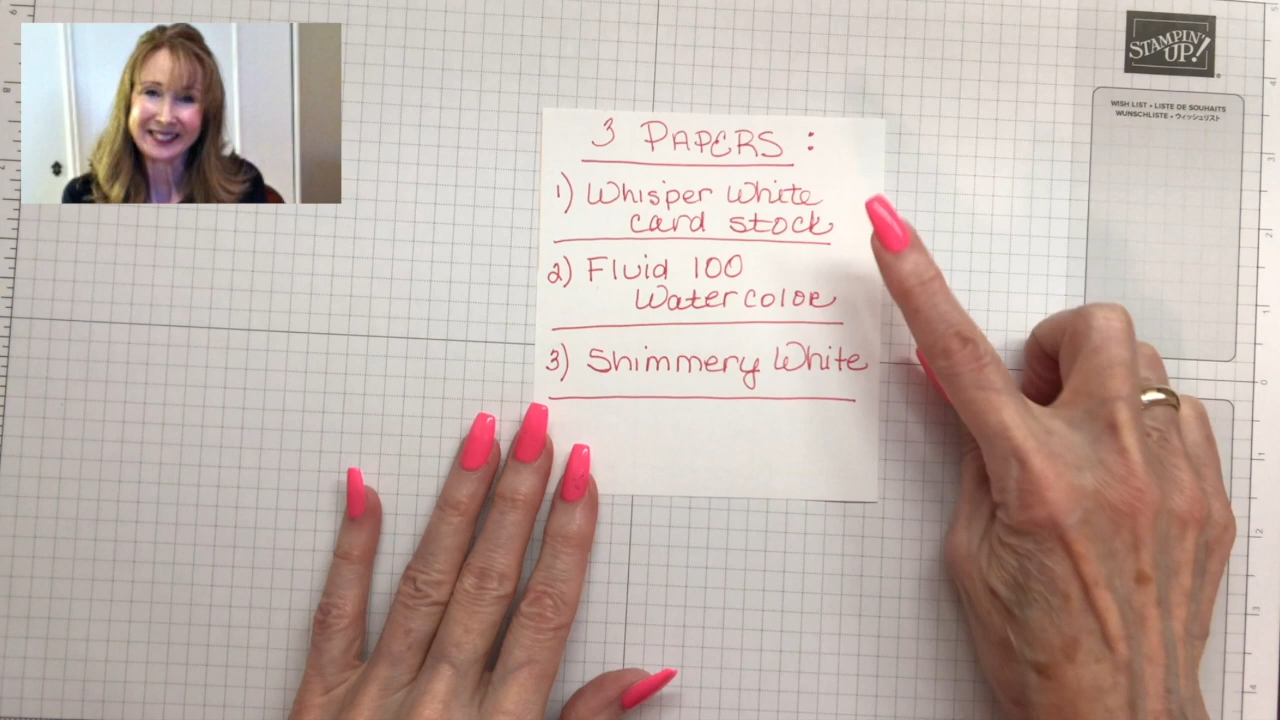 STAMPIN'
UP!
WISH LIST • LISTE DE SOUHAITS
WUNSCHLISTE • ウィッシュリスト
3 PAPERS:
1) Whisper White
card stock
2) Fluid 100
Watercolor
3) Shimmery White